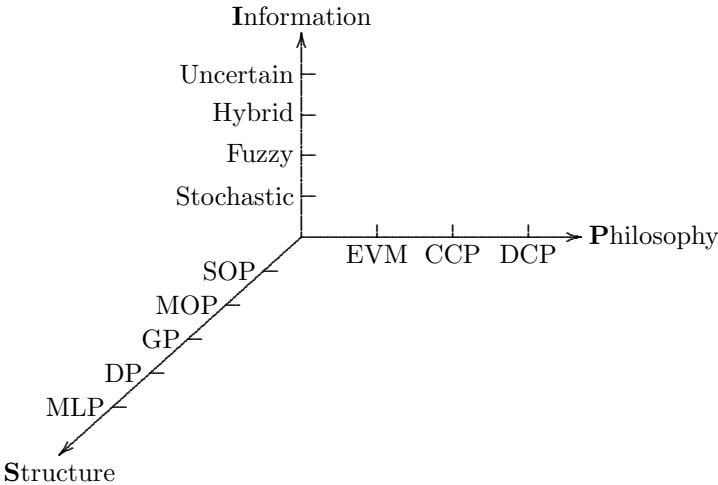 Information
Uncertain
Hybrid
Fuzzy
Stochastic
Philosophy
EVM CCP DCP
SOP
MOP
GP
DP
MLP
Structure